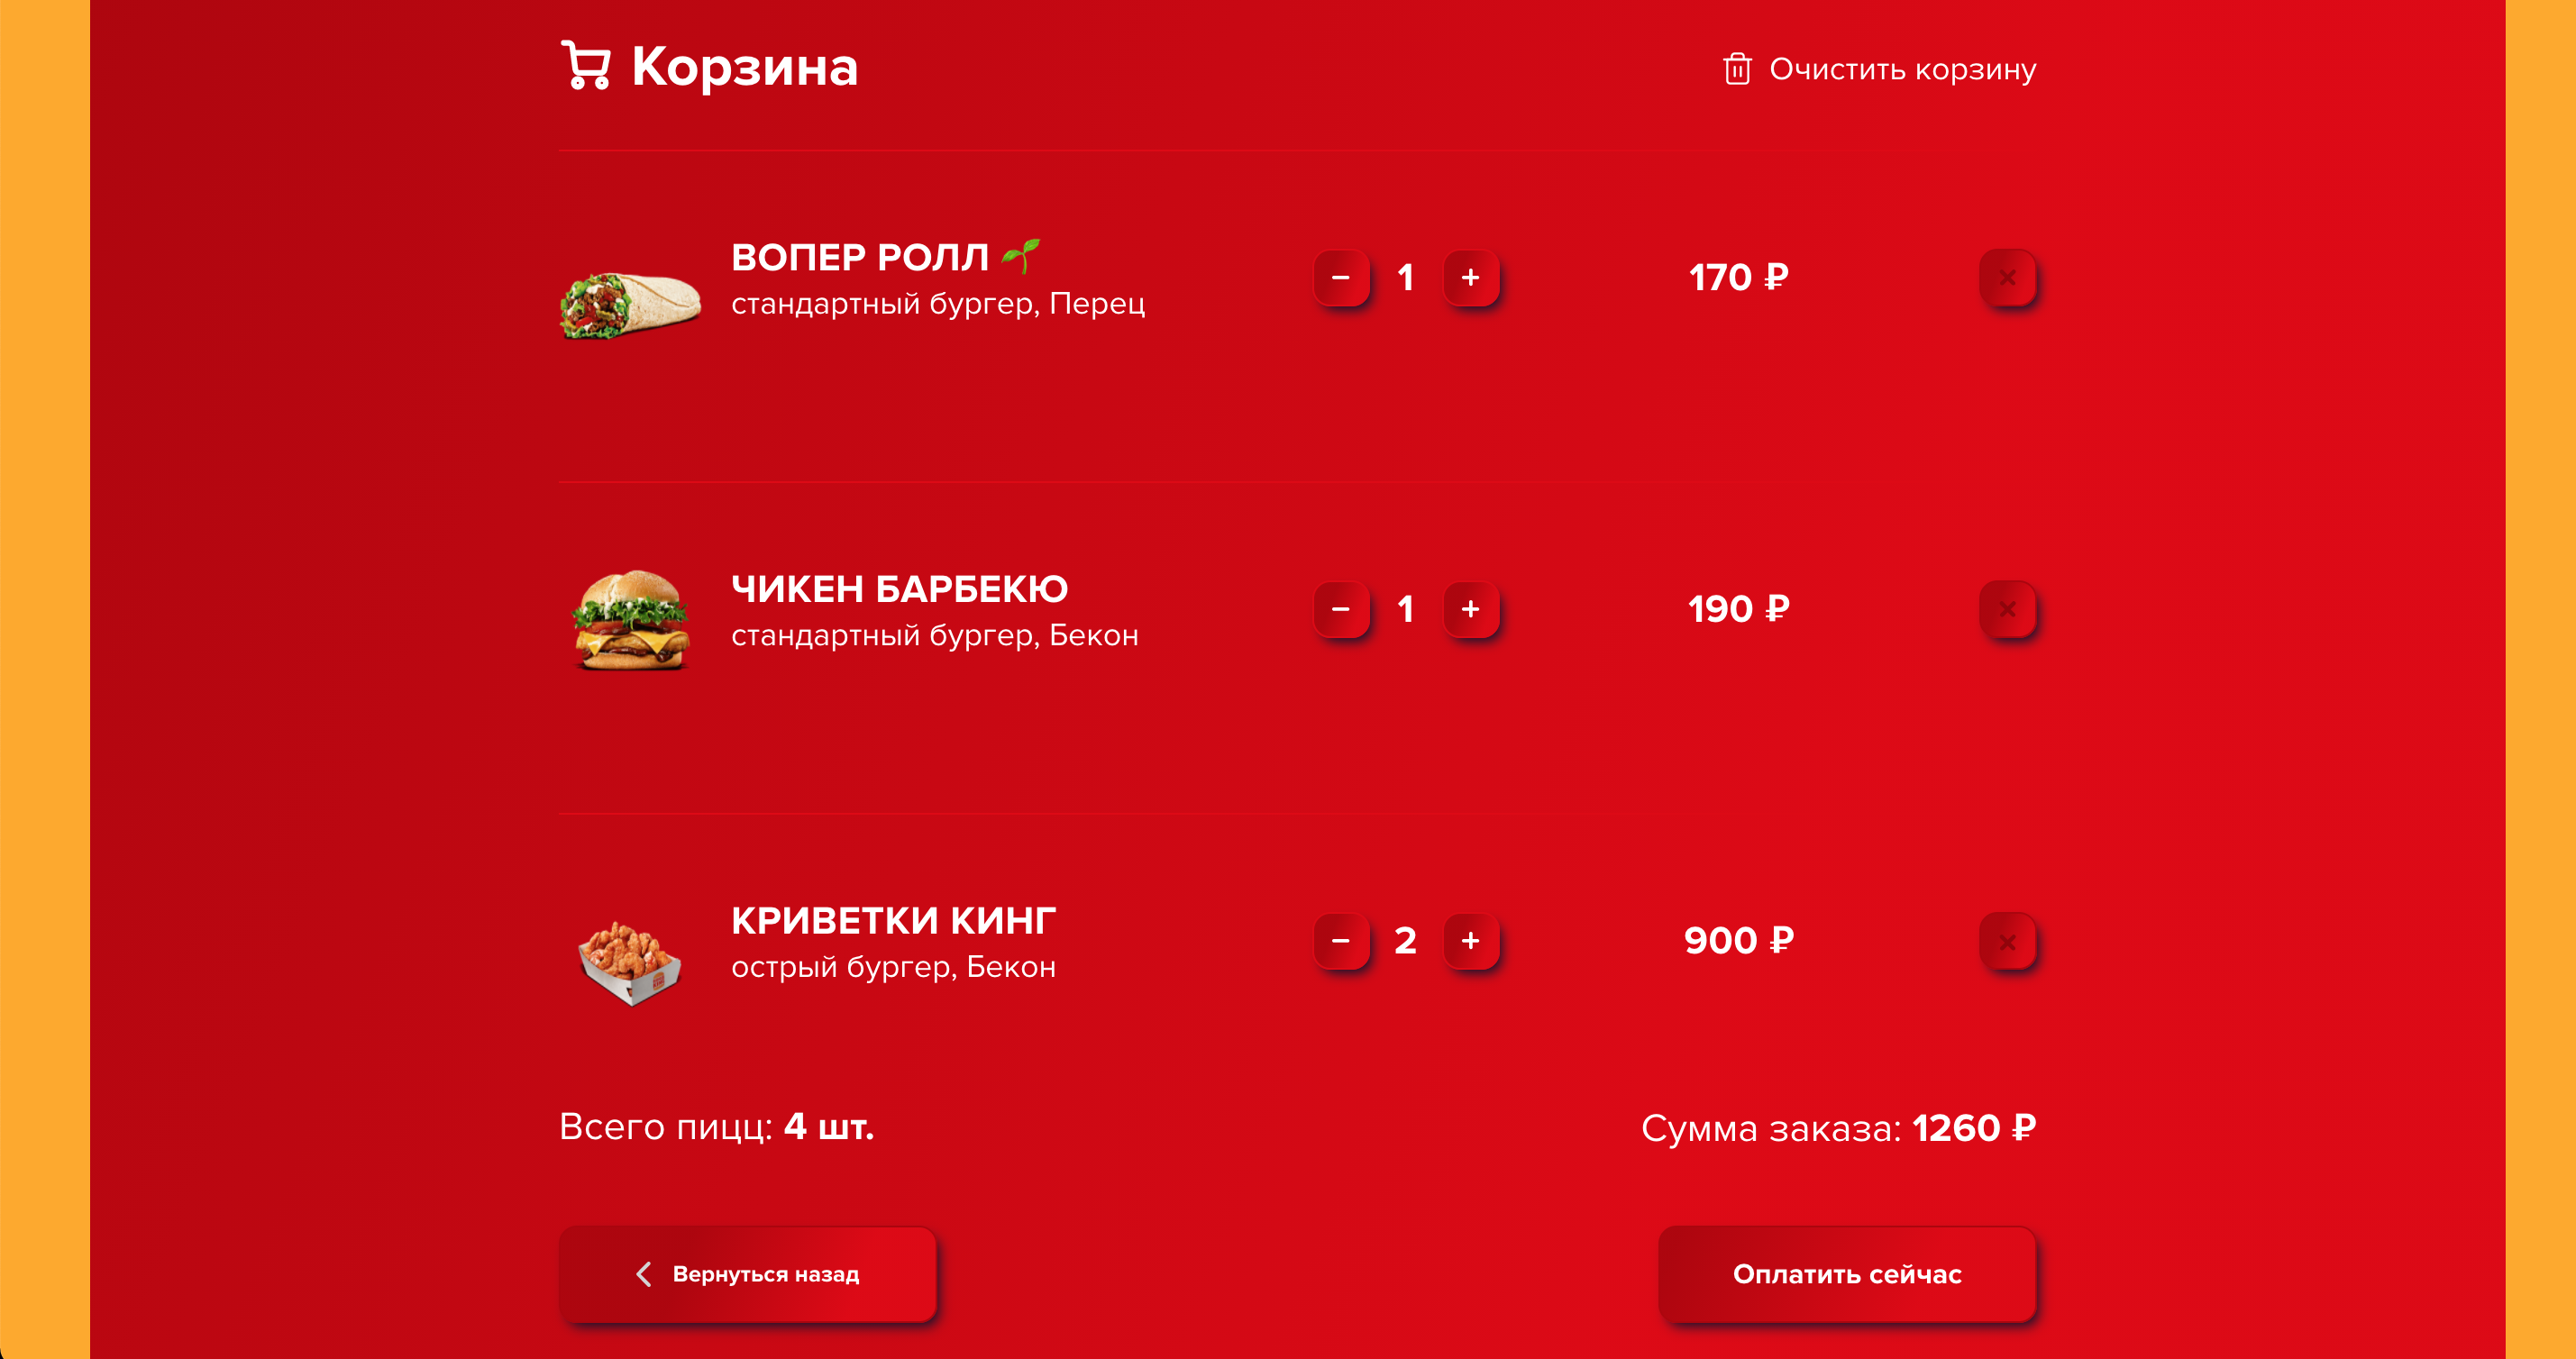 Корзина
Очистить корзину
ВОПЕР РОЛЛ
стандартный бургер, Перец
− 1 +
170 ₽
ЧИКЕН БАРБЕКЮ
стандартный бургер, Бекон
− 1 +
190 ₽
КРИВЕТКИ КИНГ
острый бургер, Бекон
− 2 +
900 ₽
Всего пицц: 4 шт.
Сумма заказа: 1260 ₽
Вернуться назад
Оплатить сейчас